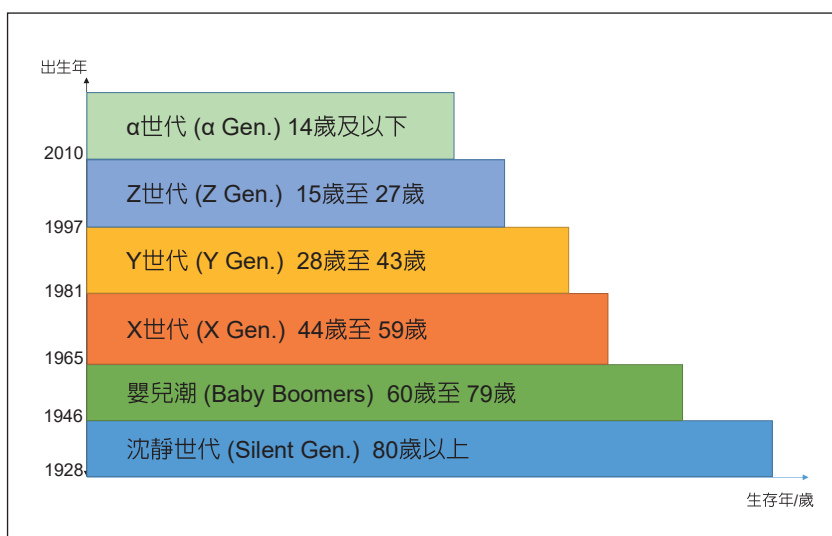 出生年
α世代 (α Gen.) 14歲及以下
2010
Z世代 (Z Gen.) 15歲至 27歲
1997
Y世代 (Y Gen.) 28歲至 43歲
1981
X世代 (X Gen.) 44歲至 59歲
1965
嬰兒潮 (Baby Boomers) 60歲至 79歲
1946
沈靜世代 (Silent Gen.) 80歲以上
1928
生存年/歲